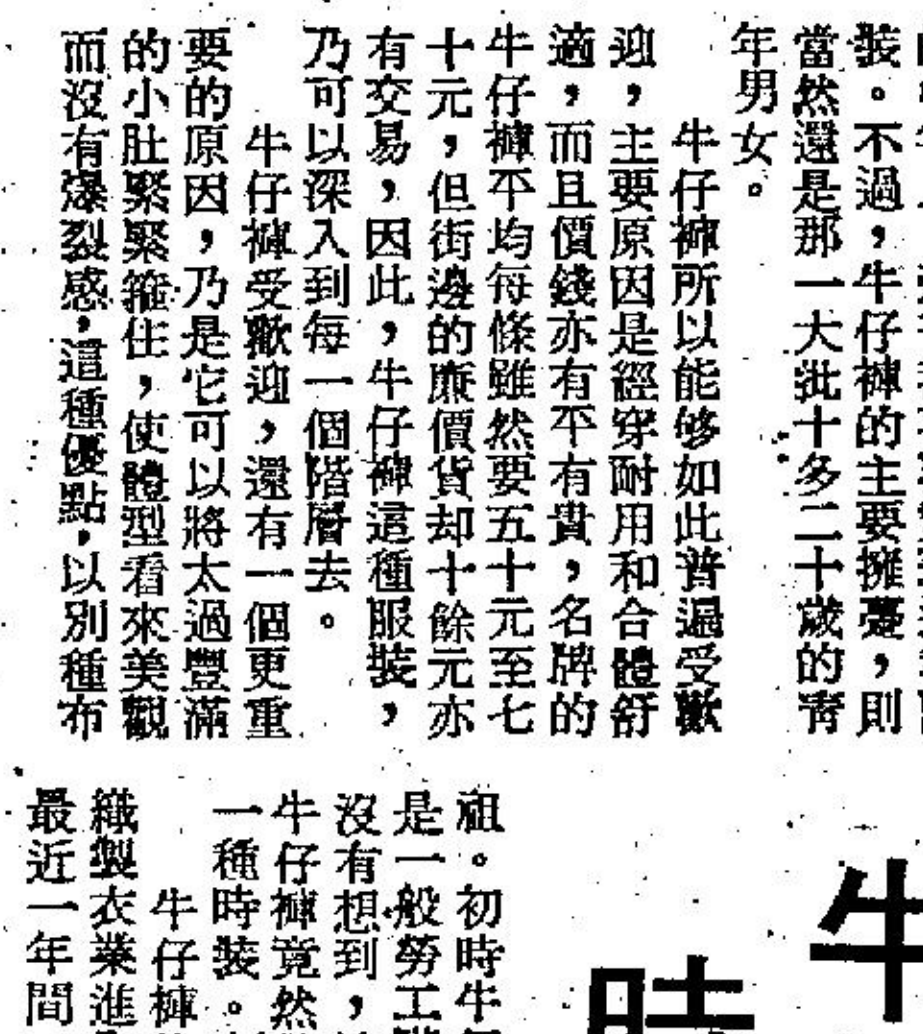 裝。不過，牛仔褲的主要擁躉，則
當然還是那一大批十多二十歲的青
年男女。
牛仔褲所以能够如此普遍受歡
迎，主要原因是經穿耐用和合體舒
適，而且價錢亦有平有貴，名牌的
牛仔褲平均每條雖然要五十元至七
十元，但街邊的廉價貨却十餘元亦
有交易，因此，牛仔褲這種服裝，
乃可以深入到每一個階層去。
牛仔褲受歡迎，還有一個更重
要的原因，乃是它可以將太過豐滿
的小肚緊緊箍住，使體型看來美觀
而沒有爆裂感，這種優點，以別種布
牛
時
祖。初時牛
是一般勞工
沒有想到，
牛仔褲竟然
一種時裝。
牛仔褲
織製衣業進
最近一年間